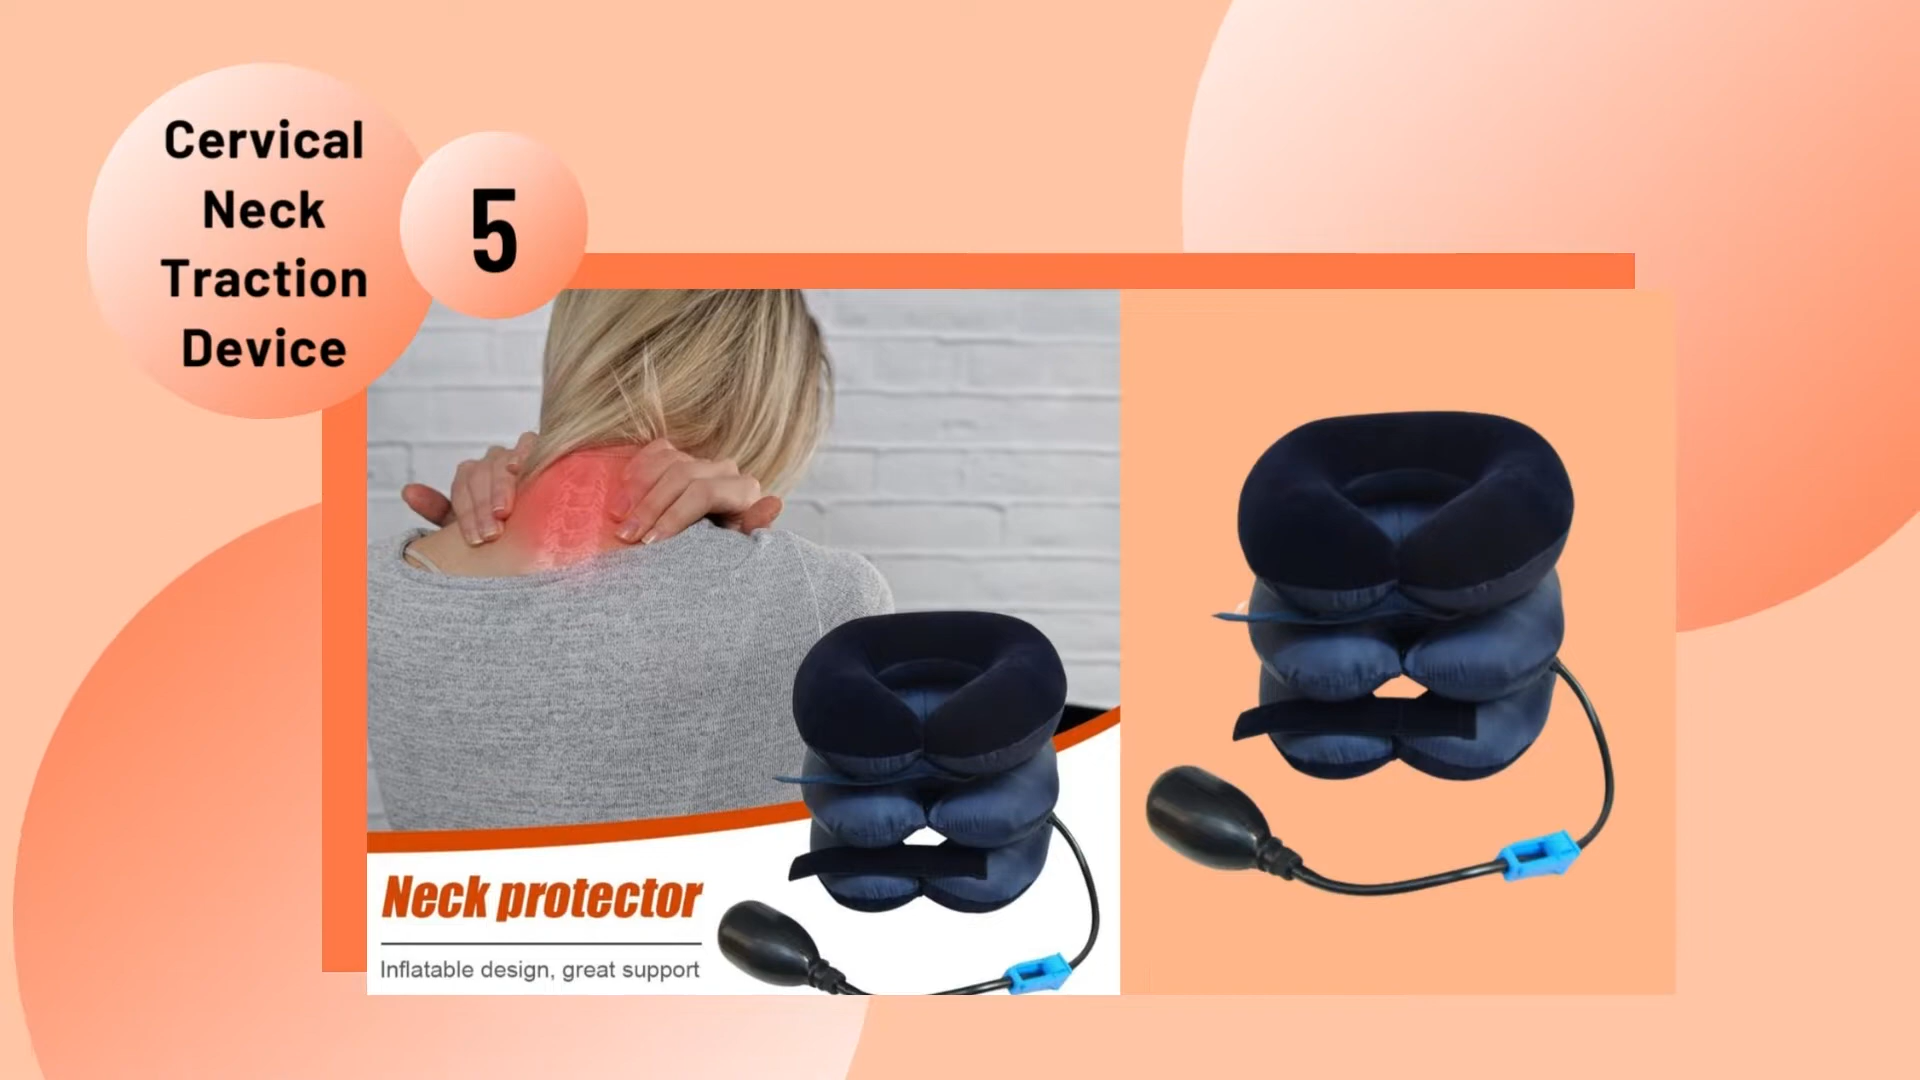 Cervical
Neck
Traction
Device
5
Neck protector
Inflatable design, great support